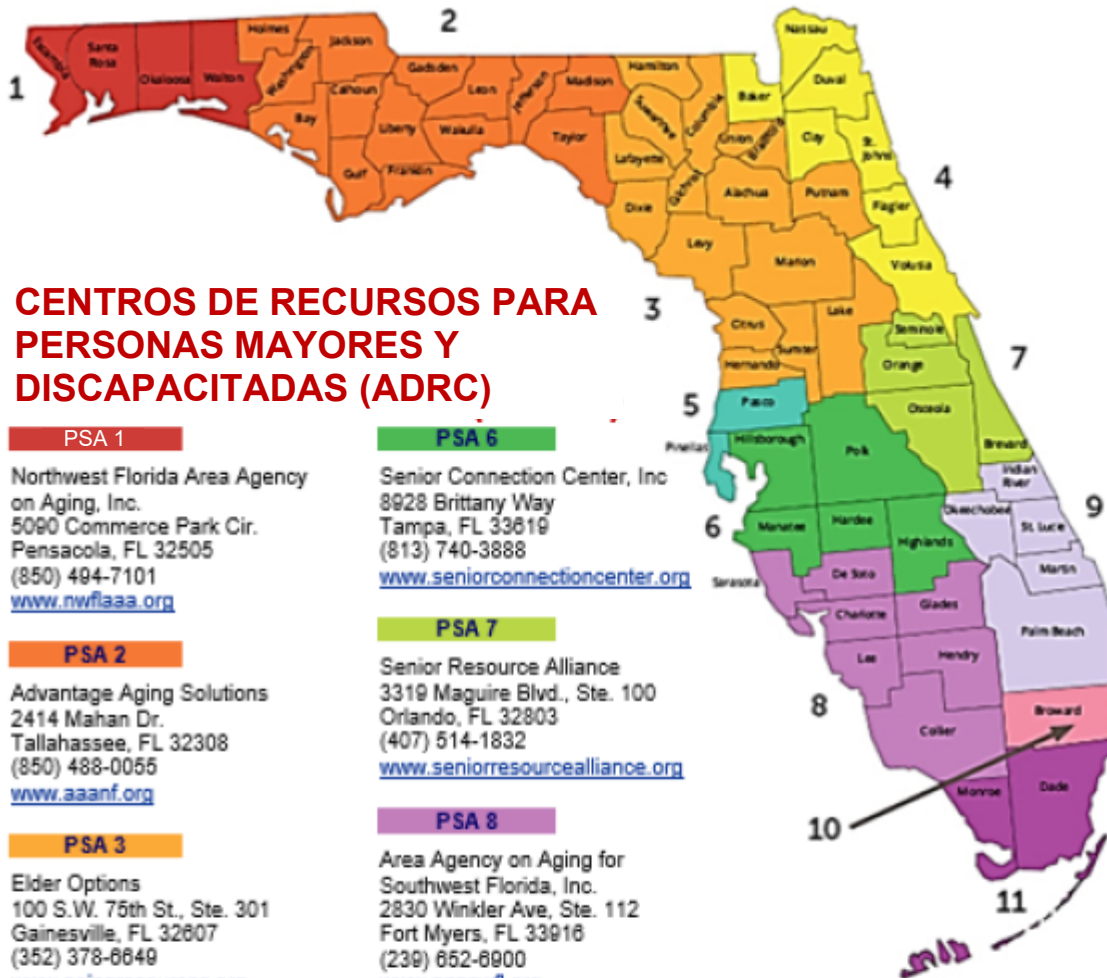 2
Holmes
Jackson
Escambia
Santa
Rosa
Okaloosa
Walton
Washington
Gadsden
Leon
Jefferson
Madison
Hamilton
Nassau
Duval
Baker
1
Calhoun
Bay
Liberty
Wakulla
Taylor
Suwannee
Columbia
Union
Bradford
Clay
St.
Johns
Gulf
Franklin
Lafayette
Gilchrist
Alachua
Putnam
4
Dixie
Flagler
Levy
Marion
Volusia
CENTROS DE RECURSOS PARA
PERSONAS MAYORES Y
DISCAPACITADAS (ADRC)
3
Citrus
Lake
Sumter
Hernando
Seminole
Orange
7
5
Pasco
Osceola
Pinellas
Hillsborough
Polk
Brevard
Indian
River
6
Manatee
Hardee
Highlands
Okeechobee
St. Lucie
9
Sarasota
De Soto
Martin
Charlotte
Glades
Palm Beach
Lee
Hendry
8
Collier
Broward
Monroe
Dade
10
11
PSA 1
Northwest Florida Area Agency
on Aging, Inc.
5090 Commerce Park Cir.
Pensacola, FL 32505
(850) 494-7101
www.nwflaaa.org
PSA 2
Advantage Aging Solutions
2414 Mahan Dr.
Tallahassee, FL 32308
(850) 488-0055
www.aaanf.org
PSA 3
Elder Options
100 S.W. 75th St., Ste. 301
Gainesville, FL 32607
(352) 378-6649
PSA 6
Senior Connection Center, Inc
8928 Brittany Way
Tampa, FL 33619
(813) 740-3888
www.seniorconnectioncenter.org
PSA 7
Senior Resource Alliance
3319 Maguire Blvd., Ste. 100
Orlando, FL 32803
(407) 514-1832
www.seniorresourcealliance.org
PSA 8
Area Agency on Aging for
Southwest Florida, Inc.
2830 Winkler Ave, Ste. 112
Fort Myers, FL 33916
(239) 652-6900